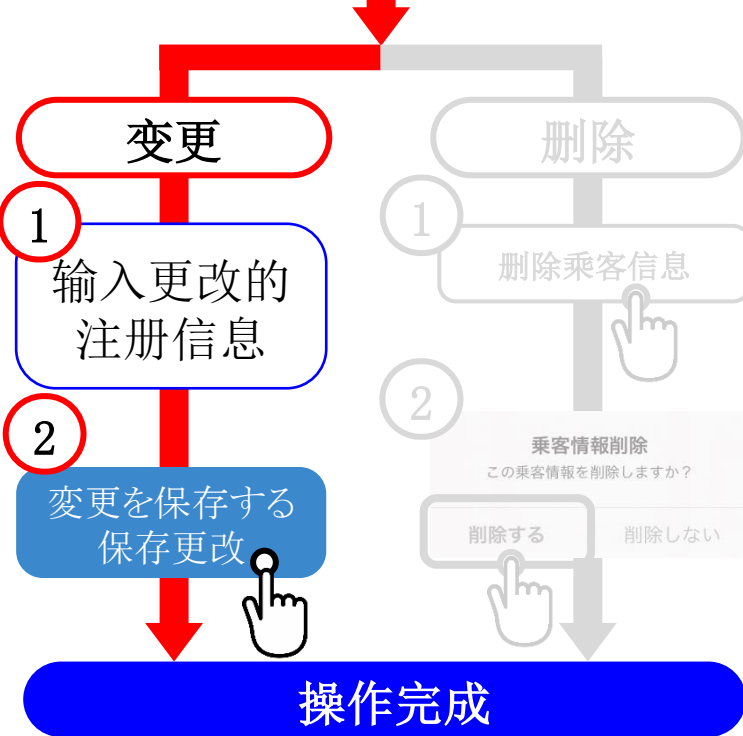 变更
1
输入更改的
注册信息
2
変更を保存する
保存更改
删除
1
删除乘客信息
2
乗客情報削除
この乗客情報を削除しますか？
削除する
削除しない
操作完成